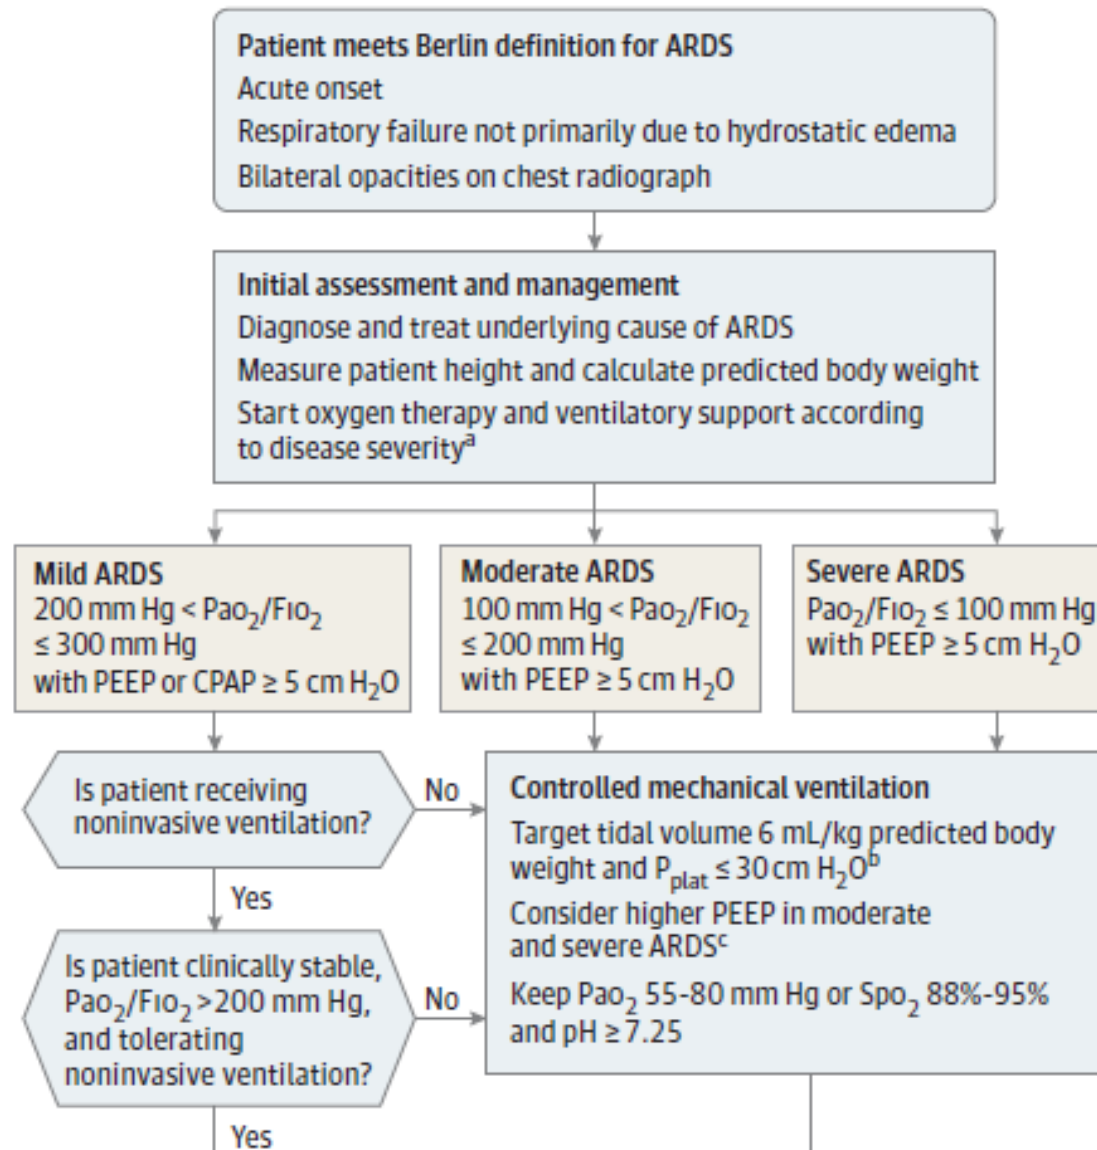 Patient meets Berlin definition for ARDS
Acute onset
Respiratory failure not primarily due to hydrostatic edema
Bilateral opacities on chest radiograph
Initial assessment and management
Diagnose and treat underlying cause of ARDS
Measure patient height and calculate predicted body weight
Start oxygen therapy and ventilatory support according
to disease severityᵃ
Mild ARDS
200 mm Hg < PaO₂/FIO₂
≤ 300 mm Hg
with PEEP or CPAP ≥ 5 cm H₂O
Moderate ARDS
100 mm Hg < PaO₂/FIO₂
≤ 200 mm Hg
with PEEP ≥ 5 cm H₂O
Severe ARDS
PaO₂/FIO₂ ≤ 100 mm Hg
with PEEP ≥ 5 cm H₂O
Is patient receiving
noninvasive ventilation?
No
Yes
Is patient clinically stable,
PaO₂/FIO₂ >200 mm Hg,
and tolerating
noninvasive ventilation?
No
Yes
Controlled mechanical ventilation
Target tidal volume 6 mL/kg predicted body
weight and Pplat ≤ 30 cm H₂Oᵇ
Consider higher PEEP in moderate
and severe ARDSᶜ
Keep PaO₂ 55-80 mm Hg or SpO₂ 88%-95%
and pH ≥ 7.25